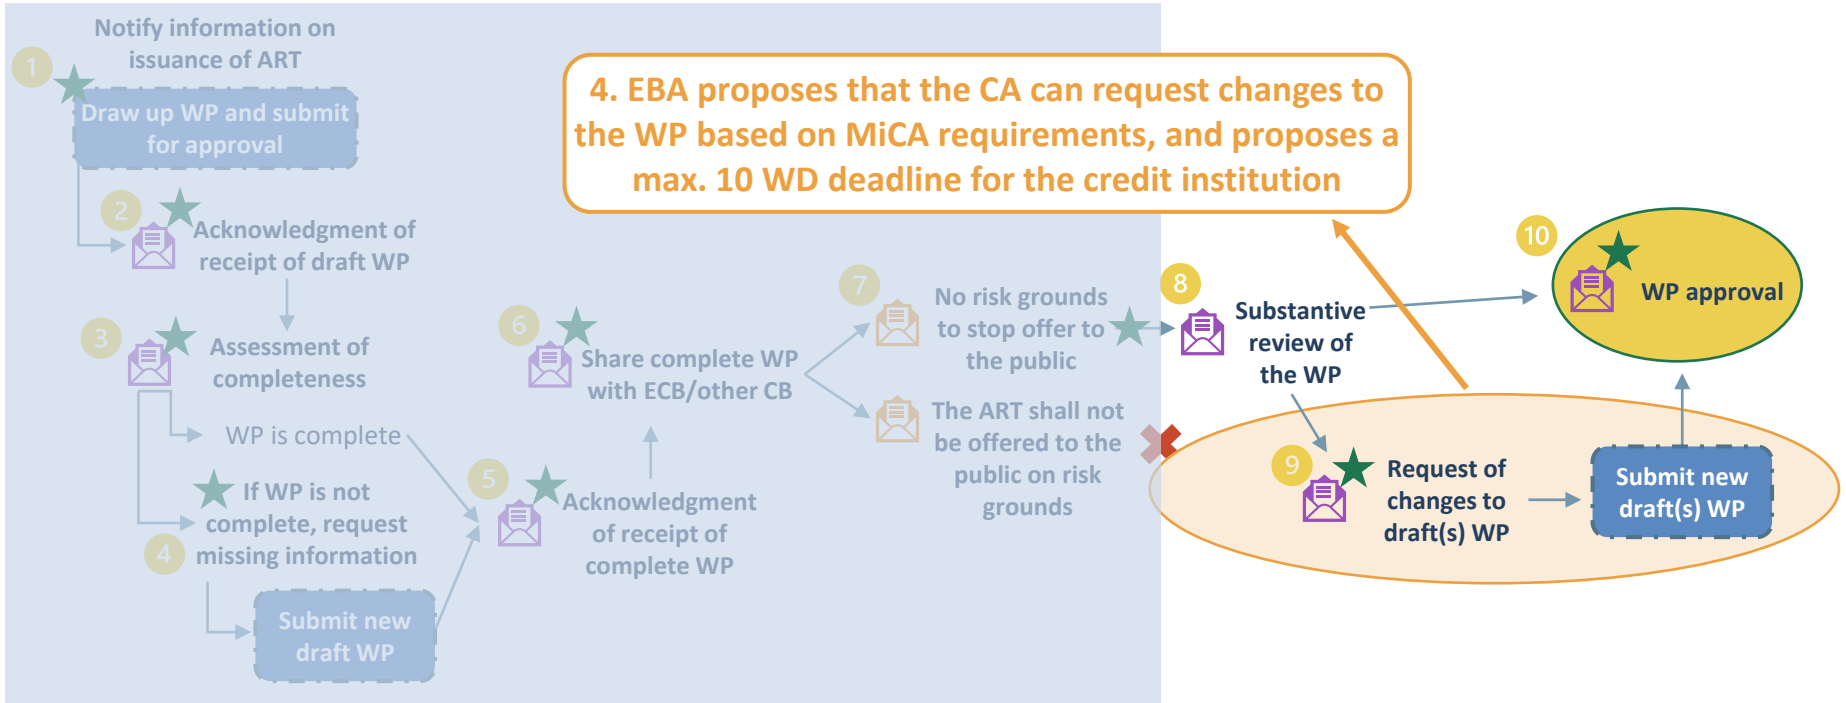 1
Notify information on
issuance of ART
Draw up WP and submit
for approval
2
Acknowledgment of
receipt of draft WP
3
Assessment of
completeness
WP is complete
4
If WP is not
complete, request
missing information
Submit new
draft WP
5
Acknowledgment
of receipt of
complete WP
6
Share complete WP
with ECB/other CB
7
No risk grounds
to stop offer to
the public
The ART shall not
be offered to the
public on risk
grounds
4. EBA proposes that the CA can request changes to
the WP based on MiCA requirements, and proposes a
max. 10 WD deadline for the credit institution
8
Substantive
review of
the WP
9
Request of
changes to
draft(s) WP
Submit new
draft(s) WP
10
WP approval